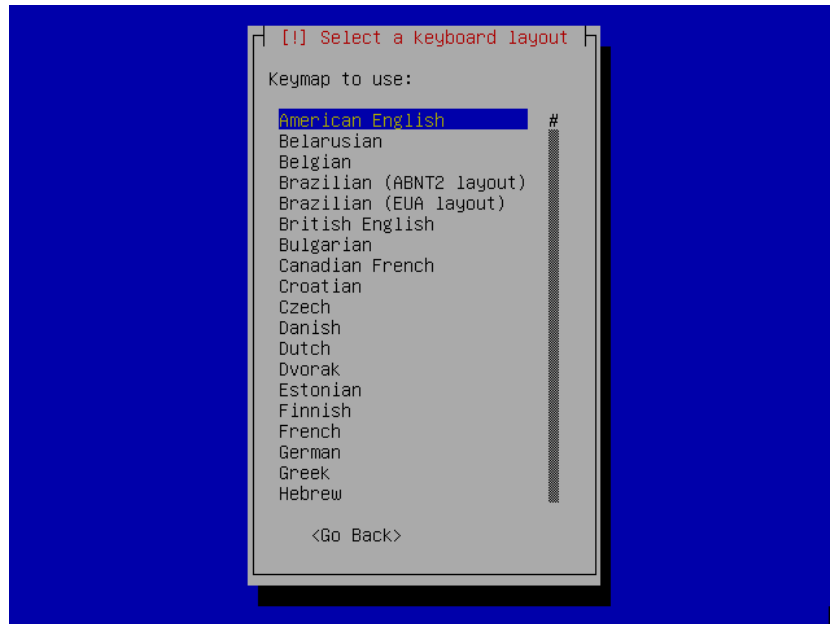 [!] Select a keyboard layout
Keymap to use:
American English #
Belarusian
Belgian
Brazilian (ABNT2 layout)
Brazilian (EUA layout)
British English
Bulgarian
Canadian French
Croatian
Czech
Danish
Dutch
Dvorak
Estonian
Finnish
French
German
Greek
Hebrew
<Go Back>